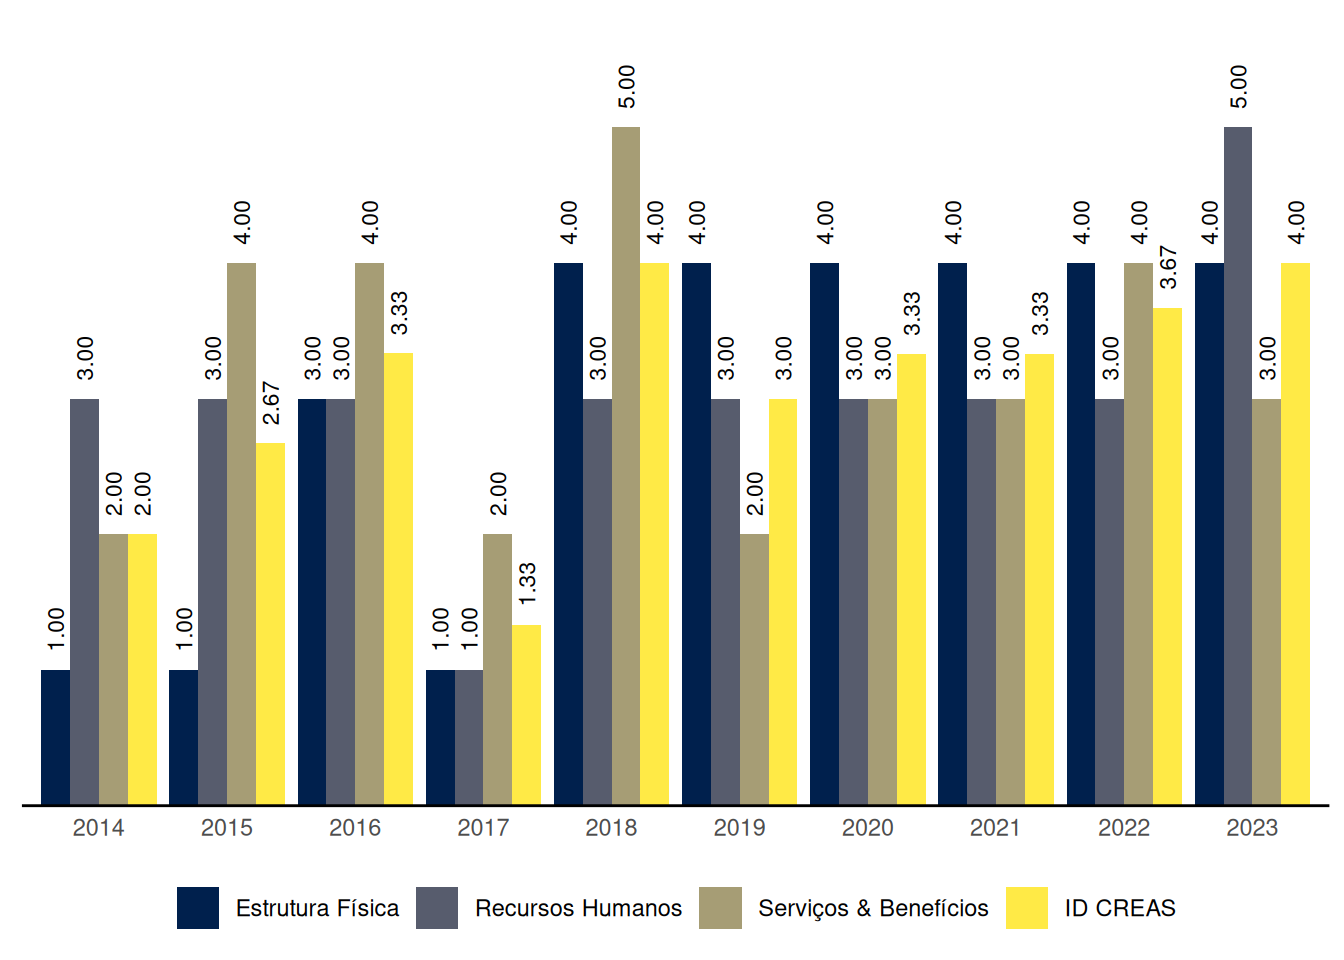 1.00 3.00 2.00 2.00
1.00 3.00 4.00 2.67
3.00 3.00 4.00 3.33
1.00 1.00 2.00 1.33
4.00 3.00 5.00 4.00
4.00 3.00 2.00 3.00
4.00 3.00 3.00 3.33
4.00 3.00 3.00 3.33
4.00 3.00 4.00 3.67
4.00 5.00 3.00 4.00
2014 2015 2016 2017 2018 2019 2020 2021 2022 2023
Estrutura Física Recursos Humanos Serviços & Benefícios ID CREAS